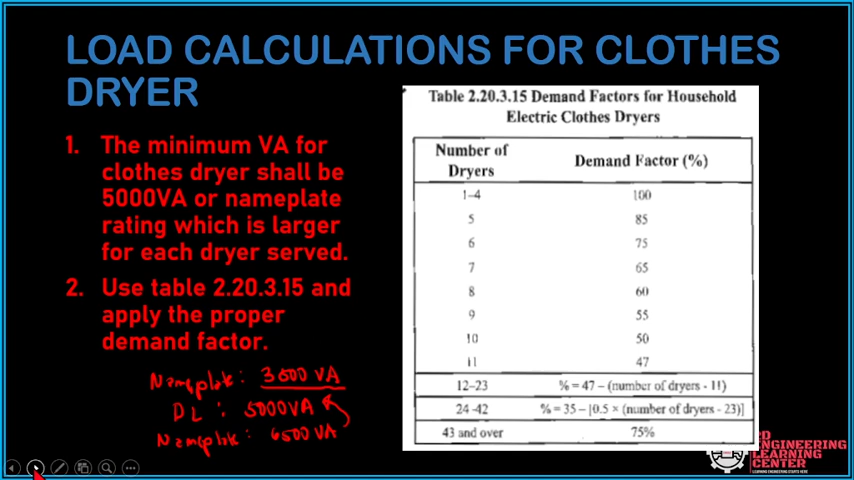 LOAD CALCULATIONS FOR CLOTHES
DRYER
1. The minimum VA for
clothes dryer shall be
5000VA or nameplate
rating which is larger
for each dryer served.
2. Use table 2.20.3.15 and
apply the proper
demand factor.
Nameplate: 3500 VA
DL : 5000VA
Nameplate: 6500 VA
Table 2.20.3.15 Demand Factors for Household
Electric Clothes Dryers
Number of Dryers Demand Factor (%)
1–4 100
5 85
6 75
7 65
8 60
9 55
10 50
11 47
12–23 % = 47 – (number of dryers - 11)
24-42 % = 35 – [0.5 × (number of dryers - 23)]
43 and over 75%
ENGINEERING
LEARNING
CENTER
LEARNING ENGINEERING STARTS HERE